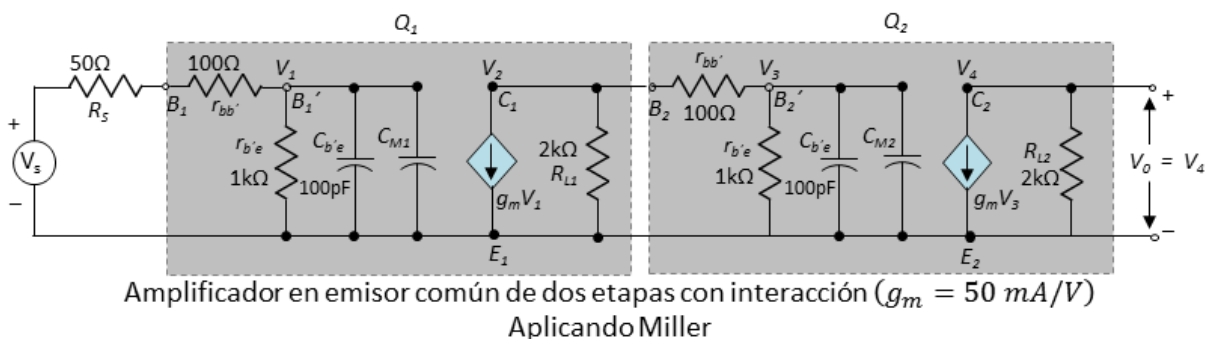 Q1 Q2
50Ω 100Ω V1 V2 rbb' V3 V4
RS B1 rbb' B1' C1 B2 100Ω B2' C2
+ +
Vs rb'e Cb'e CM1 2kΩ rb'e Cb'e CM2 RL2 V0 = V4
1kΩ 100pF gmV1 RL1 1kΩ 100pF gmV3 2kΩ
− −
E1 E2
Amplificador en emisor común de dos etapas con interacción (gm = 50 mA/V)
Aplicando Miller